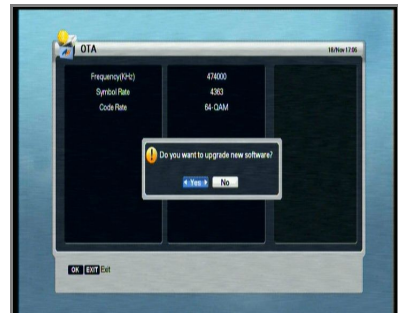 OTA
18/Nov 17:06
Frequency(KHz) 474000
Symbol Rate 4363
Code Rate 64-QAM
Do you want to upgrade new software?
Yes No
OK EXIT Exit